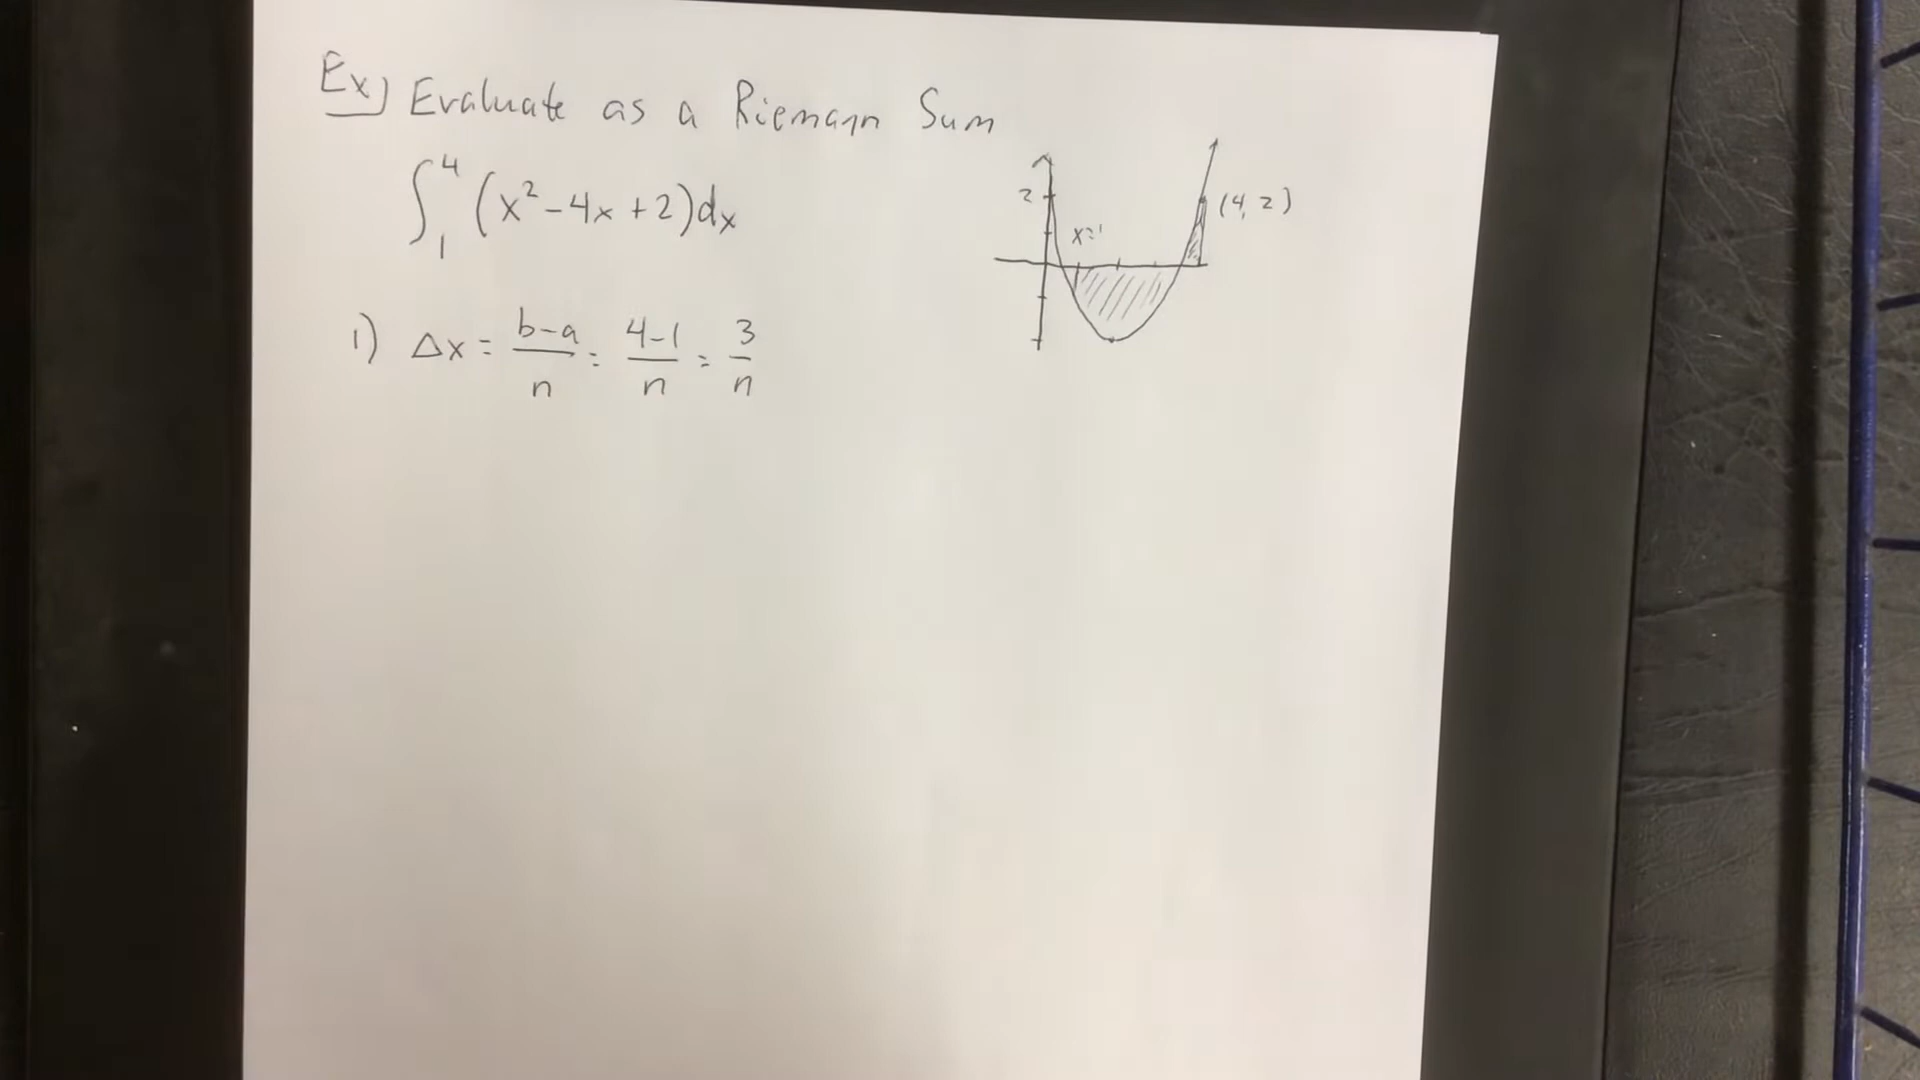 Ex) Evaluate as a Riemann Sum
∫₁⁴ (x² - 4x + 2)dx
2
(4, 2)
x=1
1) Δx = (b-a)/n = (4-1)/n = 3/n